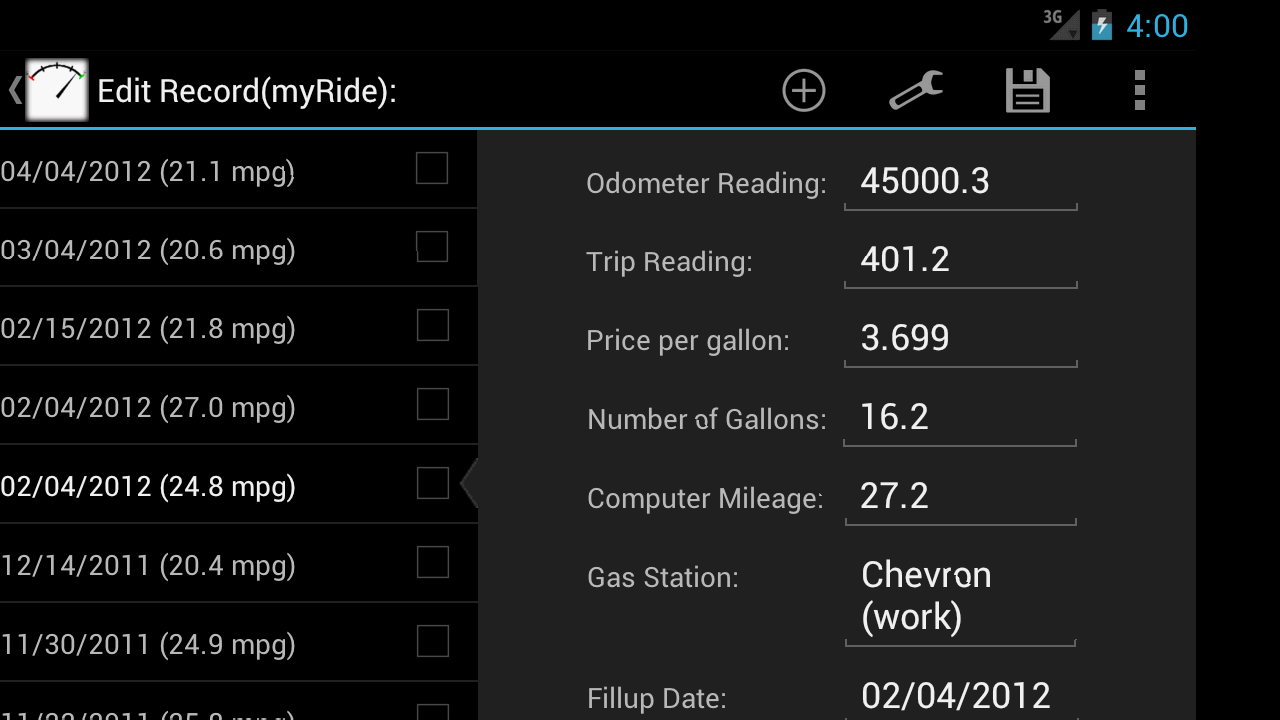 3G 4:00
Edit Record(myRide):
04/04/2012 (21.1 mpg)
03/04/2012 (20.6 mpg)
02/15/2012 (21.8 mpg)
02/04/2012 (27.0 mpg)
02/04/2012 (24.8 mpg)
12/14/2011 (20.4 mpg)
11/30/2011 (24.9 mpg)
Odometer Reading: 45000.3
Trip Reading: 401.2
Price per gallon: 3.699
Number of Gallons: 16.2
Computer Mileage: 27.2
Gas Station: Chevron
(work)
Fillup Date: 02/04/2012